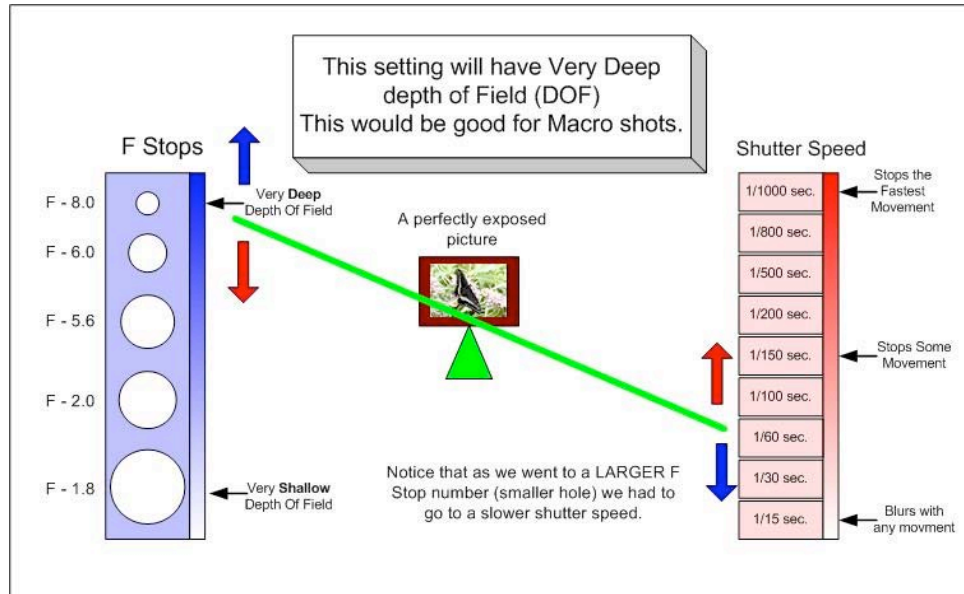 This setting will have Very Deep
depth of Field (DOF)
This would be good for Macro shots.
F Stops
F - 8.0
F - 6.0
F - 5.6
F - 2.0
F - 1.8
Very Deep
Depth Of Field
Very Shallow
Depth Of Field
A perfectly exposed
picture
Notice that as we went to a LARGER F
Stop number (smaller hole) we had to
go to a slower shutter speed.
Shutter Speed
1/1000 sec.
1/800 sec.
1/500 sec.
1/200 sec.
1/150 sec.
1/100 sec.
1/60 sec.
1/30 sec.
1/15 sec.
Stops the
Fastest
Movement
Stops Some
Movement
Blurs with
any movment